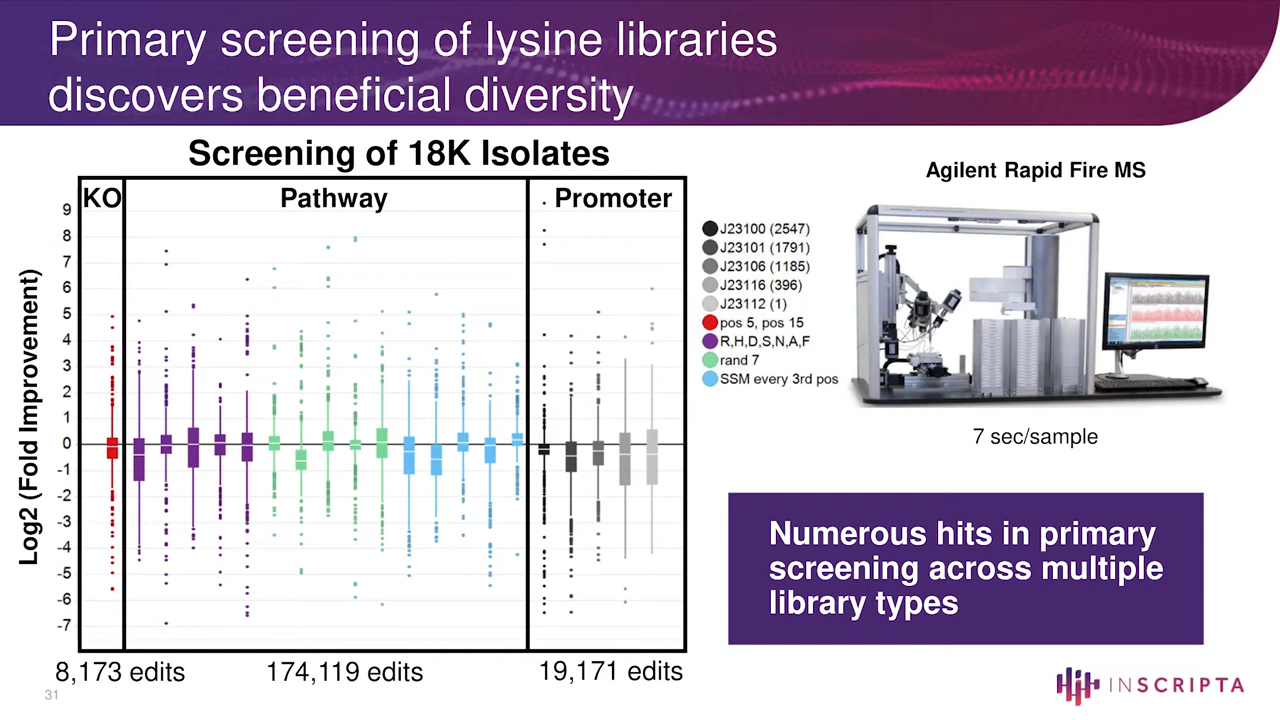 Primary screening of lysine libraries
discovers beneficial diversity
Screening of 18K Isolates
KO
Pathway
Promoter
Log2 (Fold Improvement)
9
8
7
6
5
4
3
2
1
0
-1
-2
-3
-4
-5
-6
-7
8,173 edits
174,119 edits
19,171 edits
J23100 (2547)
J23101 (1791)
J23106 (1185)
J23116 (396)
J23112 (1)
pos 5, pos 15
R,H,D,S,N,A,F
rand 7
SSM every 3rd pos
Agilent Rapid Fire MS
7 sec/sample
Numerous hits in primary
screening across multiple
library types
31
INSCRIPTA